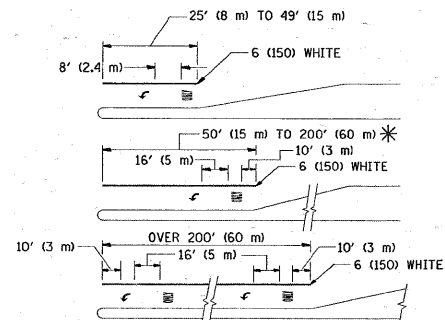 25' (8 m) TO 49' (15 m)
6 (150) WHITE
8' (2.4 m)
50' (15 m) TO 200' (60 m) *
16' (5 m)
10' (3 m)
6 (150) WHITE
OVER 200' (60 m)
10' (3 m)
16' (5 m)
10' (3 m)
6 (150) WHITE